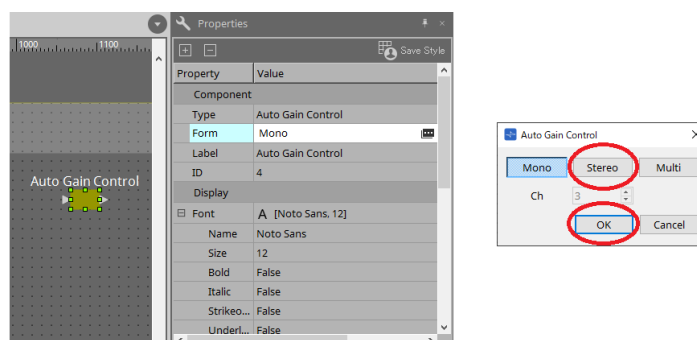 1000 1100
Auto Gain Control
Properties
Save Style
Property Value
Component
Type Auto Gain Control
Form Mono
Label Auto Gain Control
ID 4
Display
Font A [Noto Sans, 12]
Name Noto Sans
Size 12
Bold False
Italic False
Strikeo... False
Underl... False
Auto Gain Control
Mono Stereo Multi
Ch 3
OK Cancel